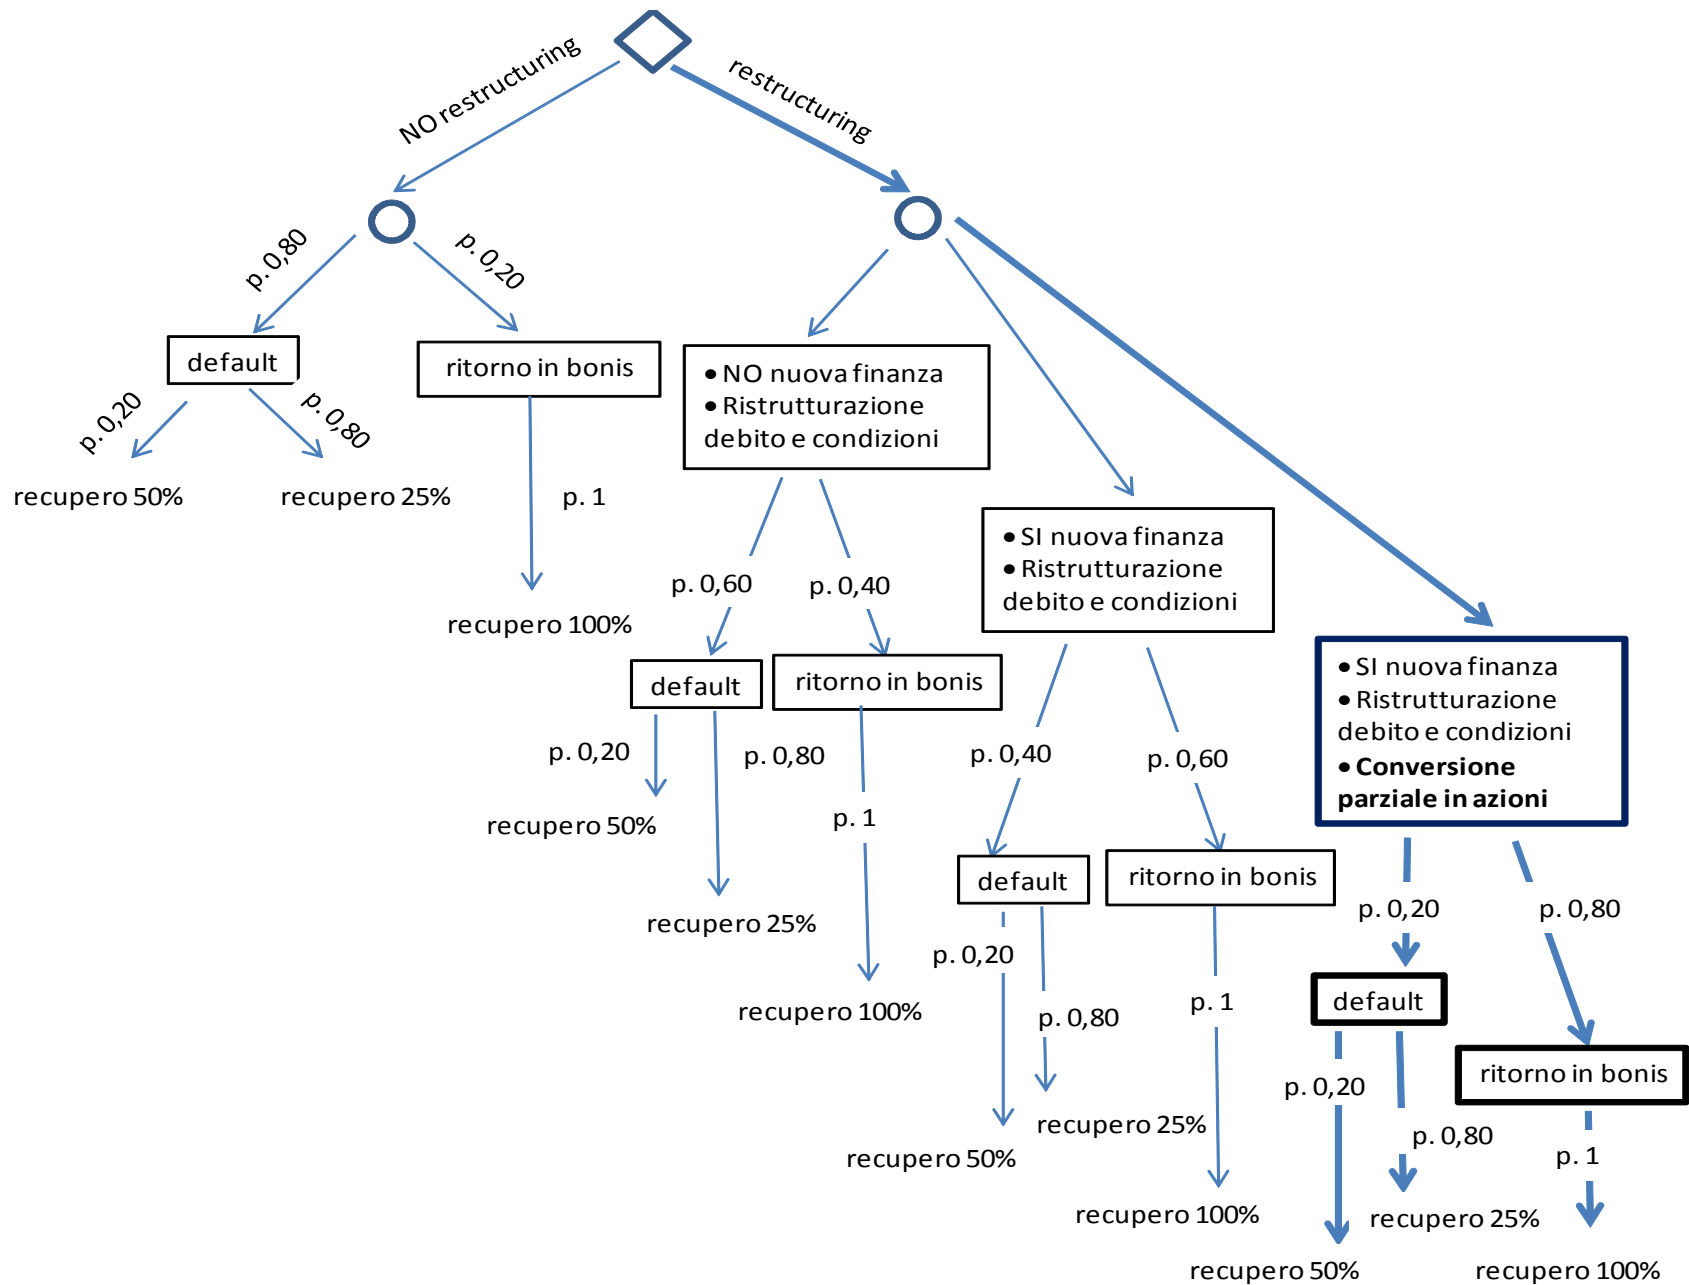 NO restructuring
restructuring
p. 0,80
p. 0,20
default
ritorno in bonis
p. 0,20
p. 0,80
recupero 50%
recupero 25%
p. 1
recupero 100%
• NO nuova finanza
• Ristrutturazione
debito e condizioni
p. 0,60
p. 0,40
default
ritorno in bonis
p. 0,20
p. 0,80
recupero 50%
p. 1
recupero 25%
recupero 100%
• SI nuova finanza
• Ristrutturazione
debito e condizioni
p. 0,40
p. 0,60
default
ritorno in bonis
p. 0,20
p. 0,80
p. 1
recupero 50%
recupero 25%
recupero 100%
• SI nuova finanza
• Ristrutturazione
debito e condizioni
• Conversione
parziale in azioni
p. 0,20
p. 0,80
default
ritorno in bonis
p. 0,20
p. 0,80
p. 1
recupero 50%
recupero 25%
recupero 100%